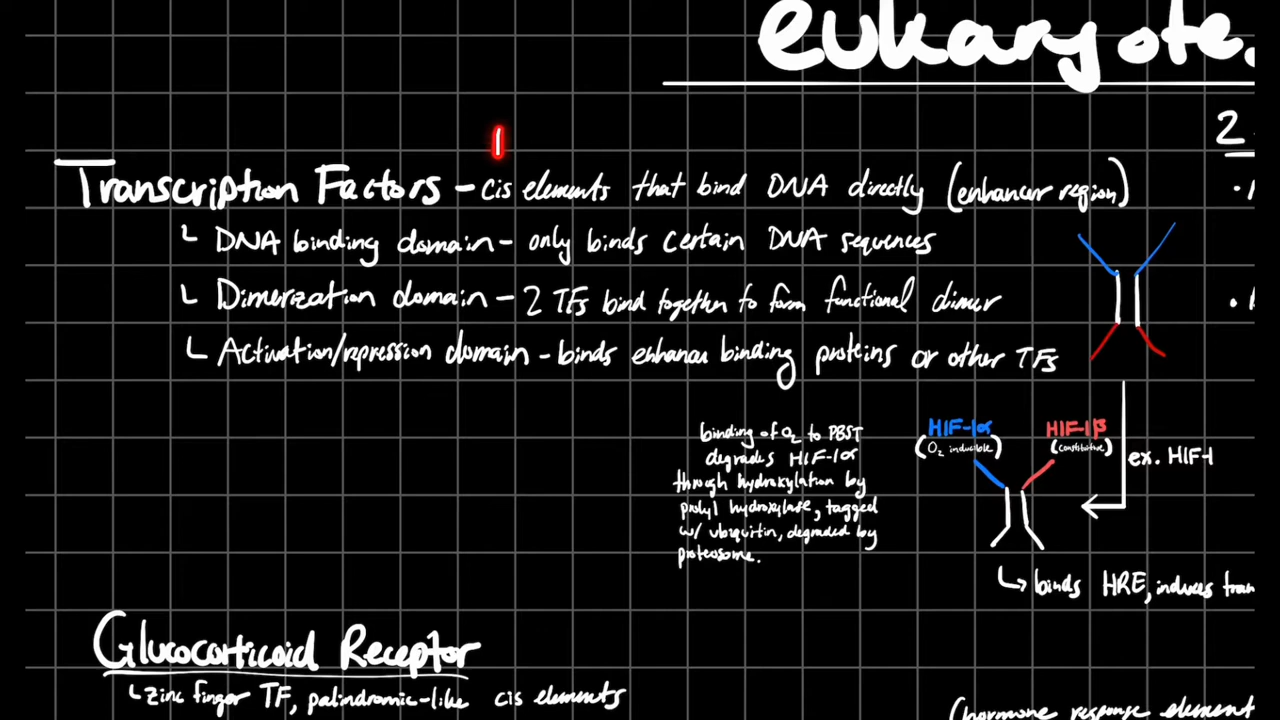 eukaryote
2
Transcription Factors - cis elements that bind DNA directly (enhancer region)
DNA binding domain - only binds certain DNA sequences
Dimerzation domain - 2 TFs bind together to form functional dimer
Activation/repression domain - binds enhancer binding proteins or other TFs
binding of O2 to PBST
degrades HIF-1α
through hydroxylation by
prolyl hydroxylase, tagged
w/ ubiquitin, degraded by
proteosome.
HIF-1α
(O2 inducible)
HIF-1β
(constitutive)
ex. HIF-1
↳ binds HRE, induces tran
Glucocorticoid Receptor
zinc finger TF, palindromic-like cis elements
(hormone response element